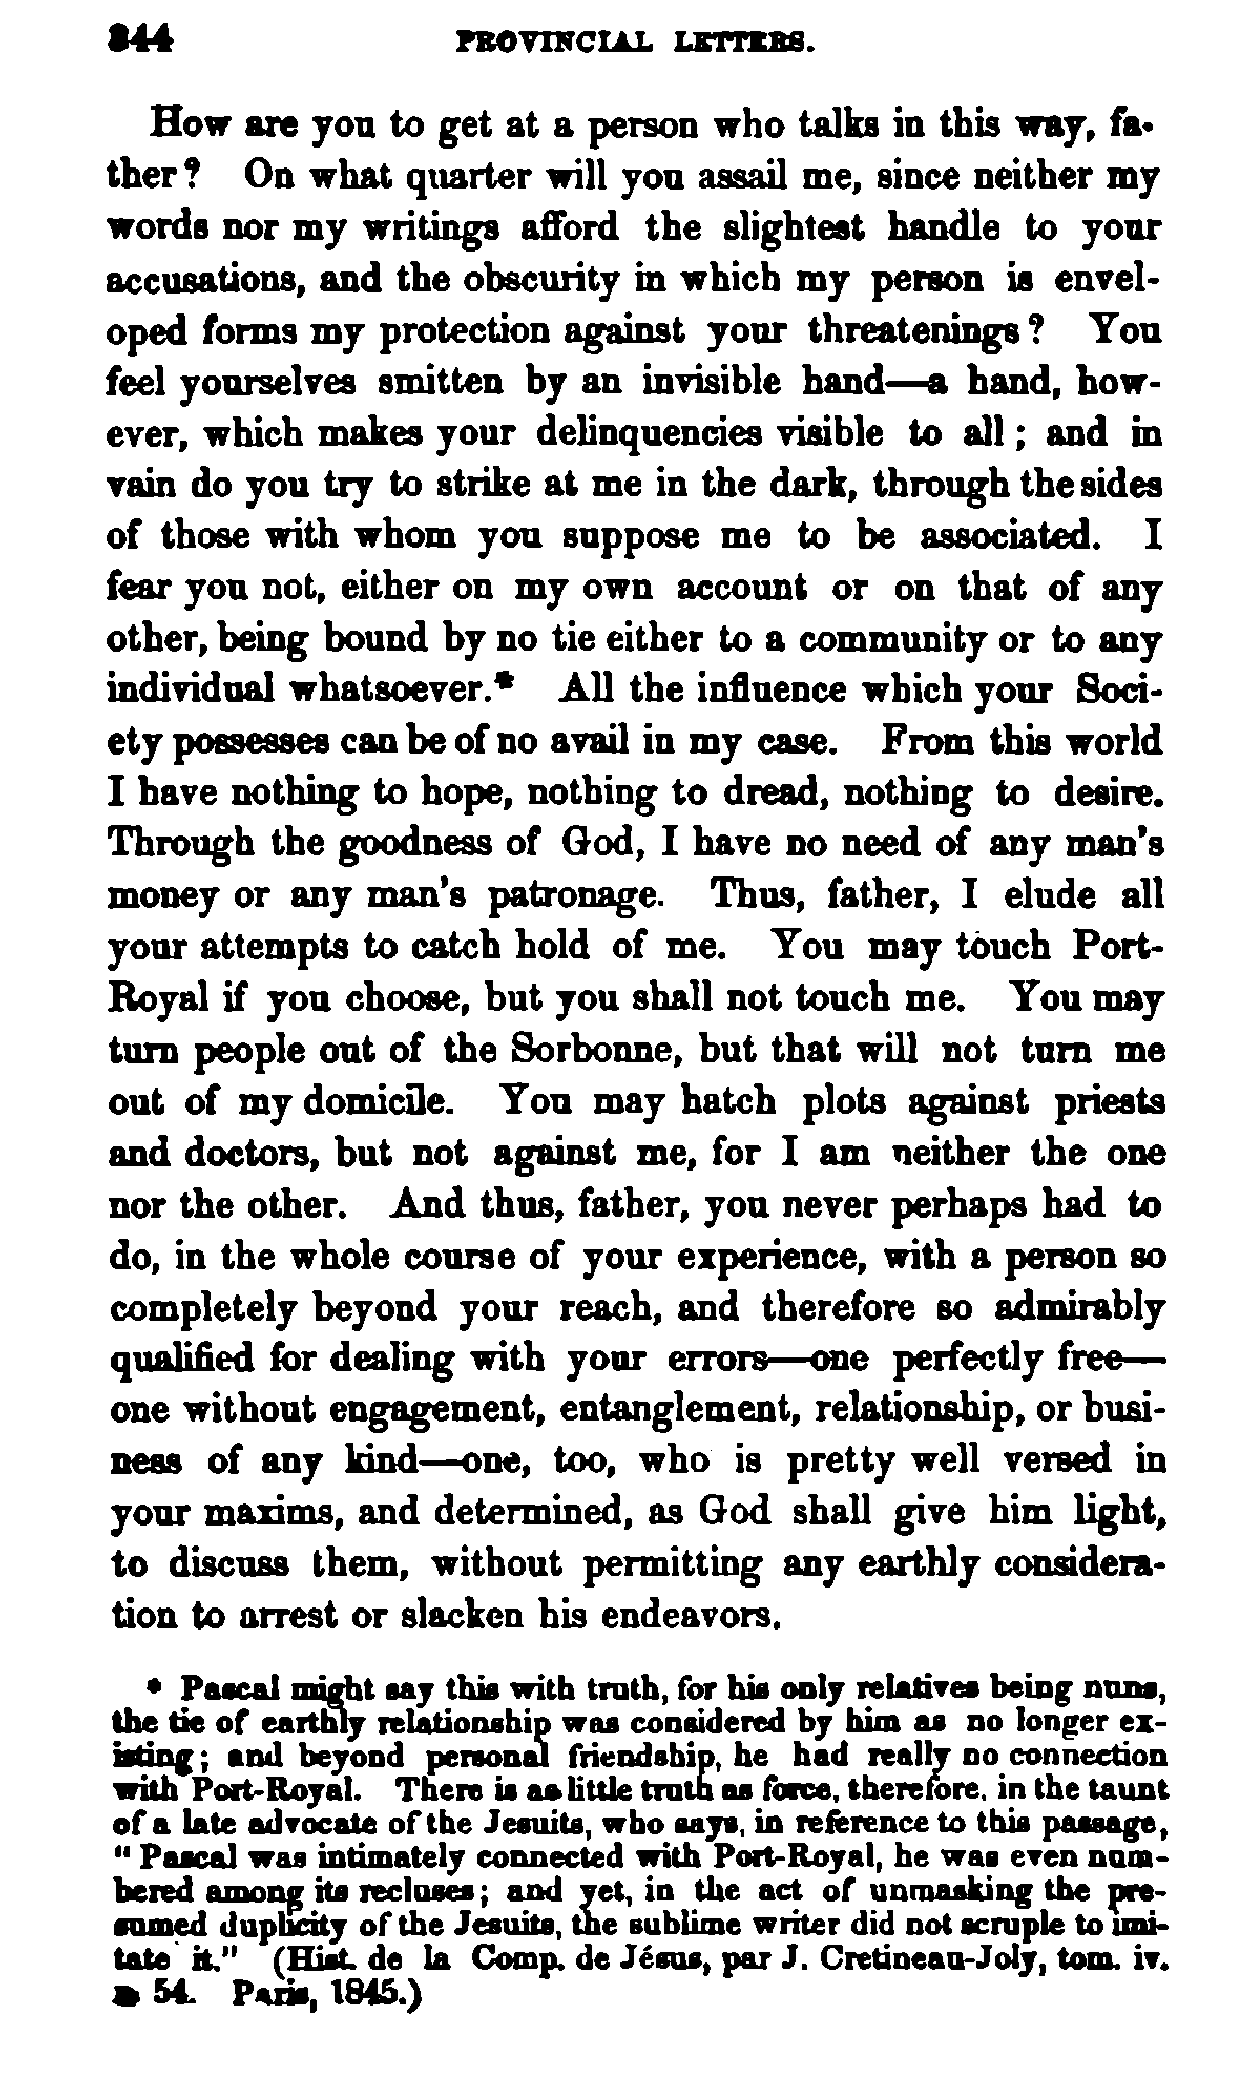 344 PROVINCIAL LETTERS.
How are you to get at a person who talks in this way, fa-
ther? On what quarter will you assail me, since neither my
words nor my writings afford the slightest handle to your
accusations, and the obscurity in which my person is envel-
oped forms my protection against your threatenings? You
feel yourselves smitten by an invisible hand—a hand, how-
ever, which makes your delinquencies visible to all; and in
vain do you try to strike at me in the dark, through the sides
of those with whom you suppose me to be associated. I
fear you not, either on my own account or on that of any
other, being bound by no tie either to a community or to any
individual whatsoever.* All the influence which your Soci-
ety possesses can be of no avail in my case. From this world
I have nothing to hope, nothing to dread, nothing to desire.
Through the goodness of God, I have no need of any man's
money or any man's patronage. Thus, father, I elude all
your attempts to catch hold of me. You may touch Port-
Royal if you choose, but you shall not touch me. You may
turn people out of the Sorbonne, but that will not turn me
out of my domicile. You may hatch plots against priests
and doctors, but not against me, for I am neither the one
nor the other. And thus, father, you never perhaps had to
do, in the whole course of your experience, with a person so
completely beyond your reach, and therefore so admirably
qualified for dealing with your errors—one perfectly free—
one without engagement, entanglement, relationship, or busi-
ness of any kind—one, too, who is pretty well versed in
your maxims, and determined, as God shall give him light,
to discuss them, without permitting any earthly considera-
tion to arrest or slacken his endeavors.
* Pascal might say this with truth, for his only relatives being nuns,
the tie of earthly relationship was considered by him as no longer ex-
isting; and beyond personal friendship, he had really no connection
with Port-Royal. There is as little truth as force, therefore, in the taunt
of a late advocate of the Jesuits, who says, in reference to this passage,
"Pascal was intimately connected with Port-Royal, he was even num-
bered among its recluses; and yet, in the act of unmasking the pre-
sumed duplicity of the Jesuits, the sublime writer did not scruple to imi-
tate it." (Hist. de la Comp. de Jésus, par J. Cretineau-Joly, tom. iv.
p. 54. Paris, 1845.)